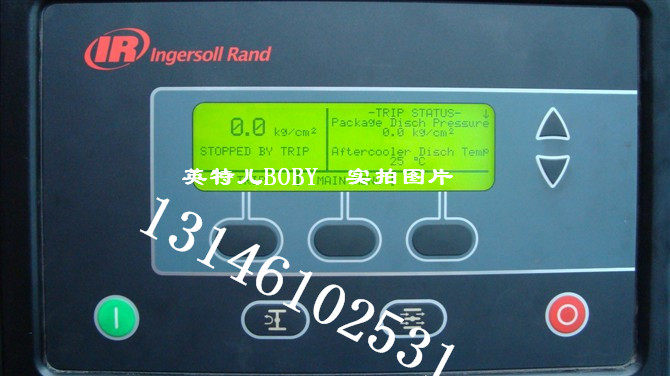 IR Ingersoll Rand
-TRIP STATUS- ↓
Package Disch Pressure
0.0 kg/cm²
0.0 kg/cm²
STOPPED BY TRIP
Aftercooler Disch Temp
25 °C
英特儿BOBY 实拍图片
MAIN
13146102531